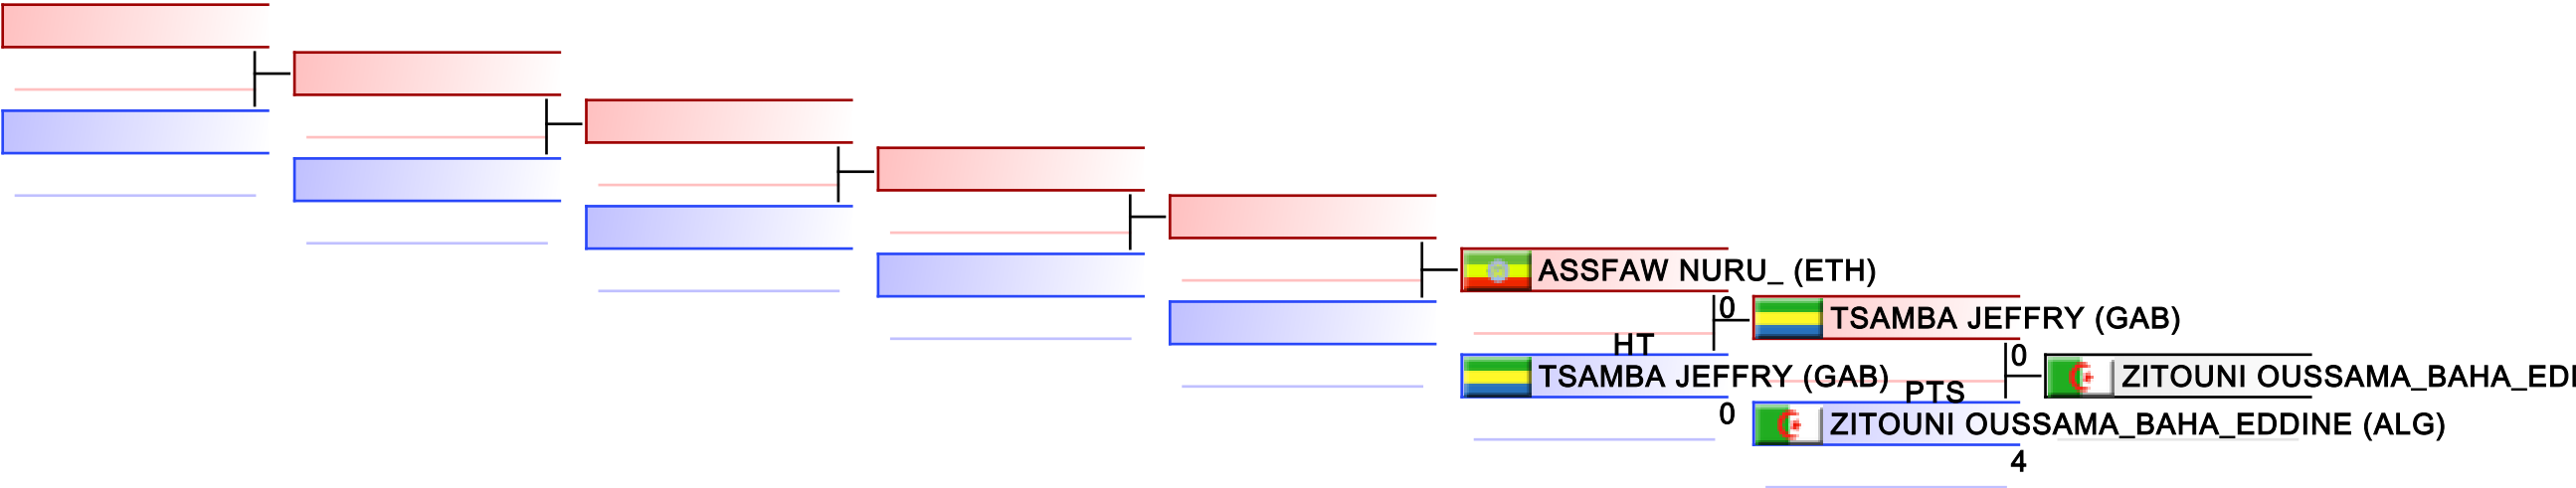 ASSFAW NURU_ (ETH)
0
TSAMBA JEFFRY (GAB)
HT
0
TSAMBA JEFFRY (GAB)
ZITOUNI OUSSAMA_BAHA_EDI
PTS
0
ZITOUNI OUSSAMA_BAHA_EDDINE (ALG)
4